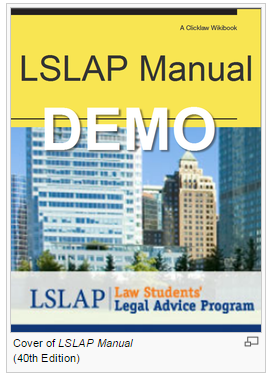 A Clicklaw Wikibook
LSLAP Manual
DEMO
LSLAP Law Students'
Legal Advice Program
Cover of LSLAP Manual
(40th Edition)